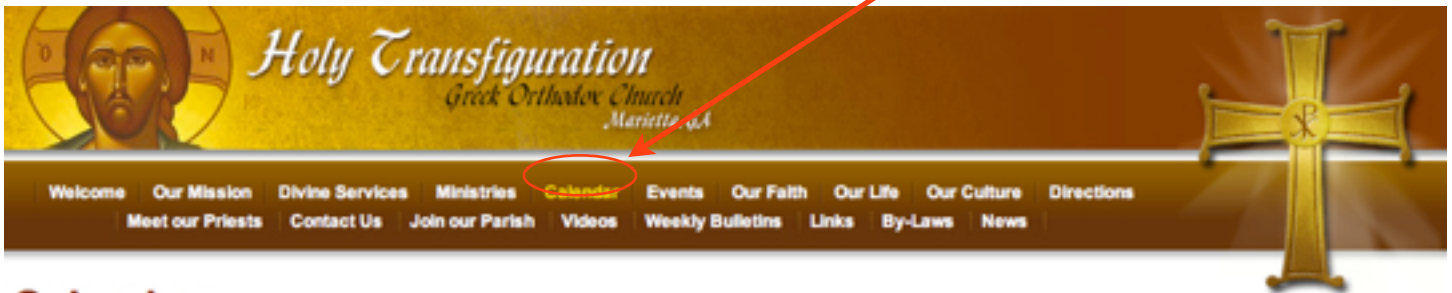 Ὁ Ν
Holy Transfiguration
Greek Orthodox Church
Marietta, GA
Welcome Our Mission Divine Services Ministries Calendar Events Our Faith Our Life Our Culture Directions
Meet our Priests Contact Us Join our Parish Videos Weekly Bulletins Links By-Laws News